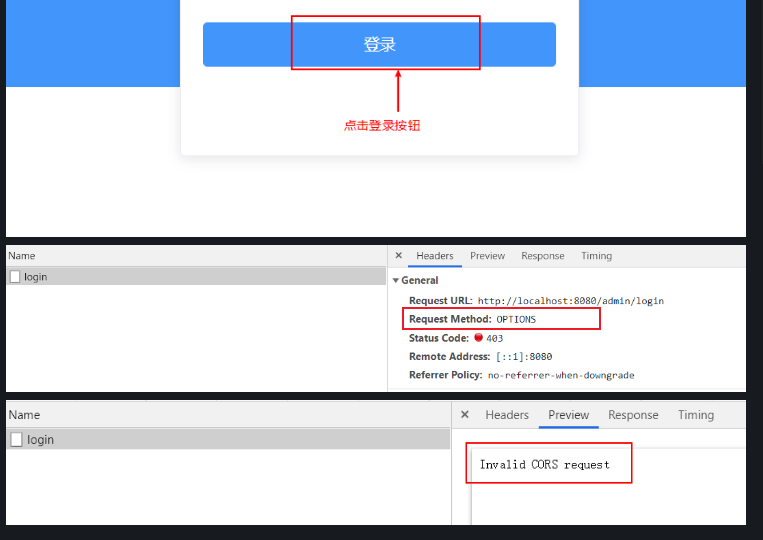 登录
点击登录按钮
Name
× Headers Preview Response Timing
login
General
Request URL: http://localhost:8080/admin/login
Request Method: OPTIONS
Status Code: 403
Remote Address: [::1]:8080
Referrer Policy: no-referrer-when-downgrade
Name
× Headers Preview Response Timing
login
Invalid CORS request